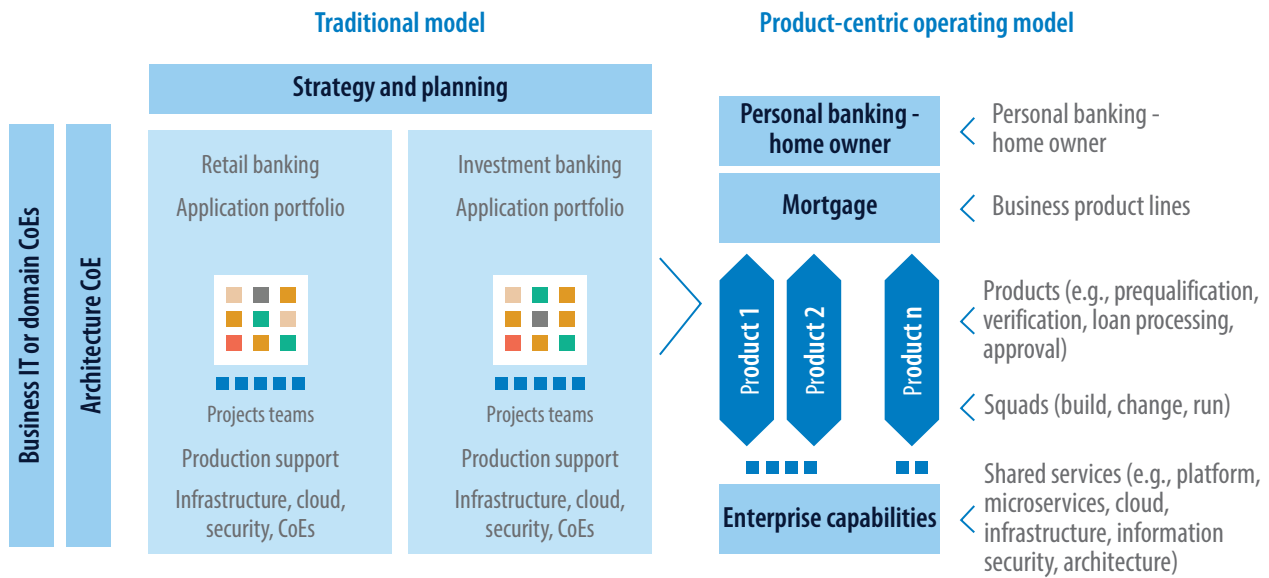 Traditional model
Product-centric operating model
Strategy and planning
Business IT or domain CoEs
Architecture CoE
Retail banking
Application portfolio
Projects teams
Production support
Infrastructure, cloud,
security, CoEs
Investment banking
Application portfolio
Projects teams
Production support
Infrastructure, cloud,
security, CoEs
Personal banking -
home owner
Mortgage
Product 1
Product 2
Product n
Enterprise capabilities
Personal banking -
home owner
Business product lines
Products (e.g., prequalification,
verification, loan processing,
approval)
Squads (build, change, run)
Shared services (e.g., platform,
microservices, cloud,
infrastructure, information
security, architecture)